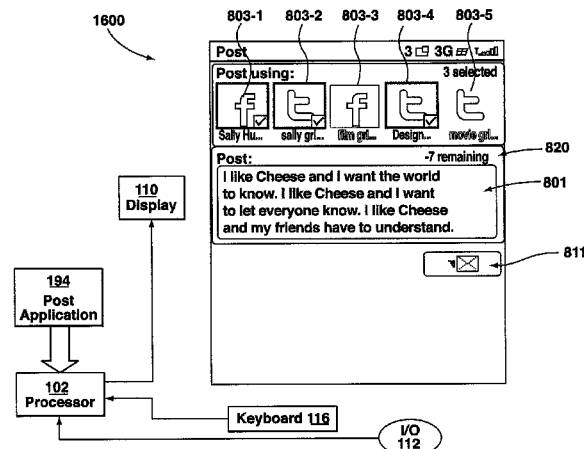 1600
803-1 803-2 803-3 803-4 803-5
Post 3 3G
Post using: 3 selected
Sally Hu... sally gri... film gri... Design... movie gri...
Post: -7 remaining
820
I like Cheese and I want the world
to know. I like Cheese and I want
to let everyone know. I like Cheese
and my friends have to understand.
801
811
110
Display
194
Post
Application
102
Processor
Keyboard 116
I/O
112